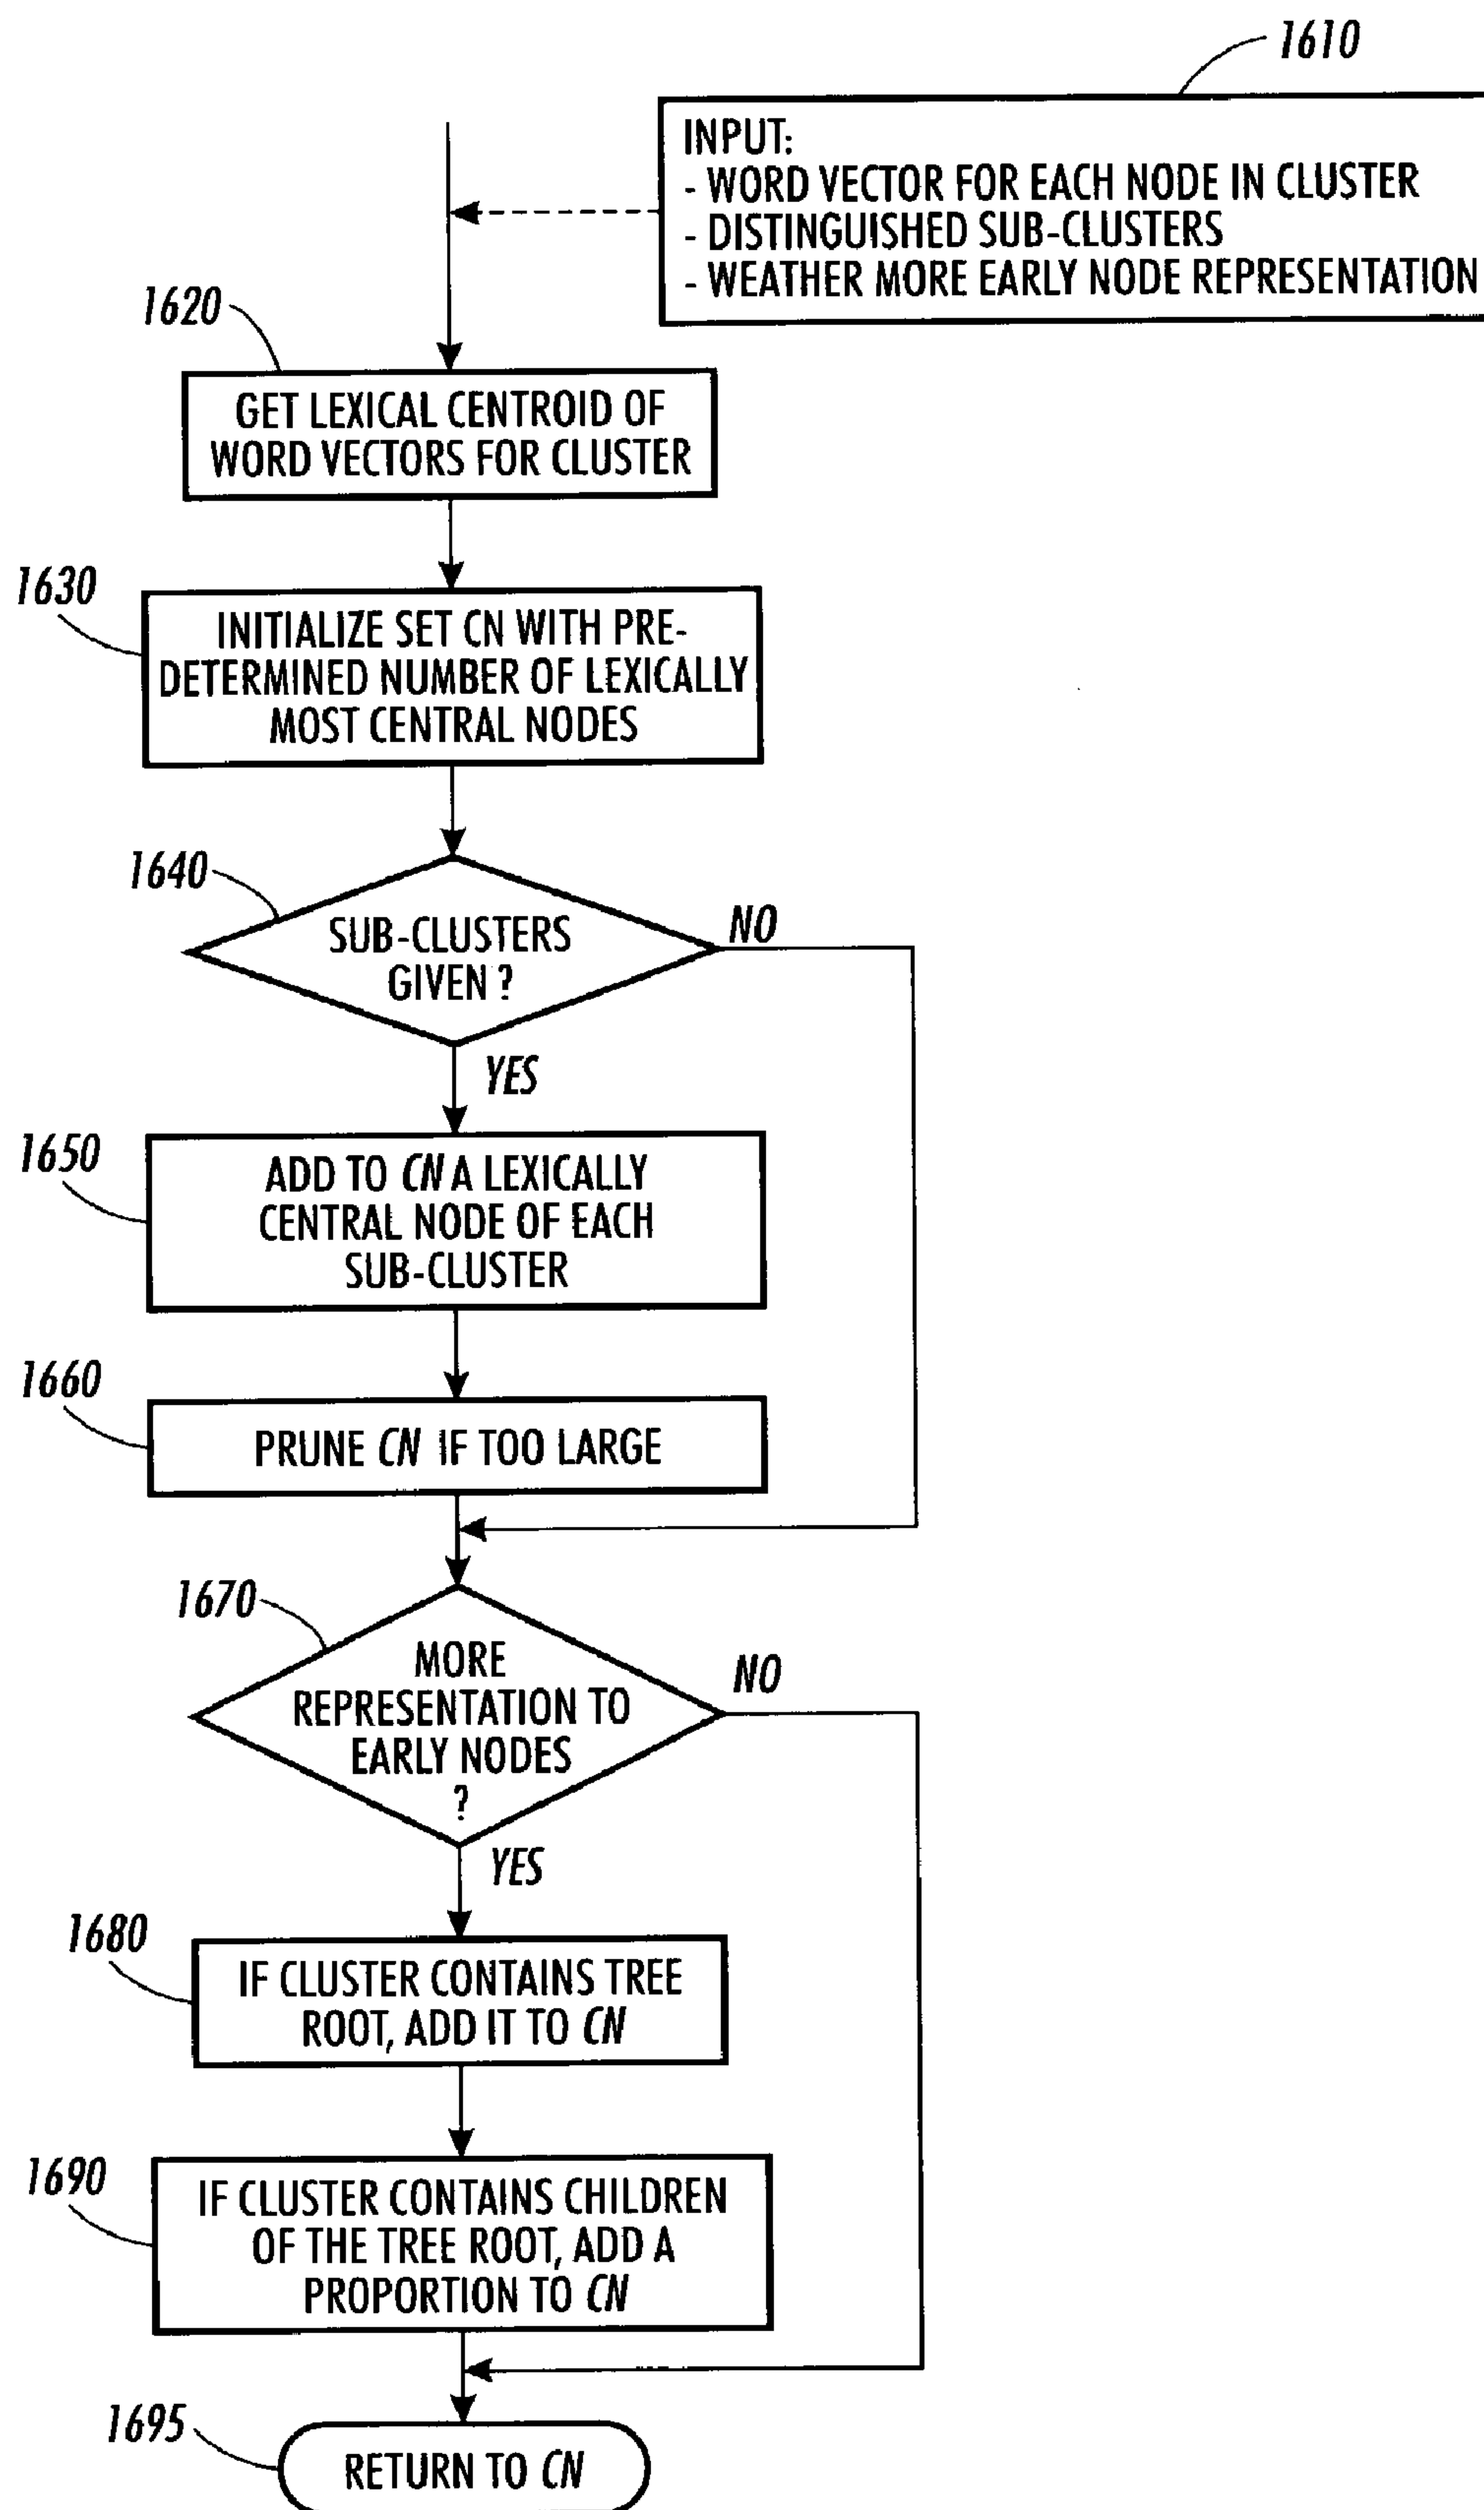 1610
INPUT:
- WORD VECTOR FOR EACH NODE IN CLUSTER
- DISTINGUISHED SUB-CLUSTERS
- WEATHER MORE EARLY NODE REPRESENTATION
1620
GET LEXICAL CENTROID OF
WORD VECTORS FOR CLUSTER
1630
INITIALIZE SET CN WITH PRE-
DETERMINED NUMBER OF LEXICALLY
MOST CENTRAL NODES
1640
SUB-CLUSTERS
GIVEN ?
NO
YES
1650
ADD TO CN A LEXICALLY
CENTRAL NODE OF EACH
SUB-CLUSTER
1660
PRUNE CN IF TOO LARGE
1670
MORE
REPRESENTATION TO
EARLY NODES
?
NO
YES
1680
IF CLUSTER CONTAINS TREE
ROOT, ADD IT TO CN
1690
IF CLUSTER CONTAINS CHILDREN
OF THE TREE ROOT, ADD A
PROPORTION TO CN
1695
RETURN TO CN